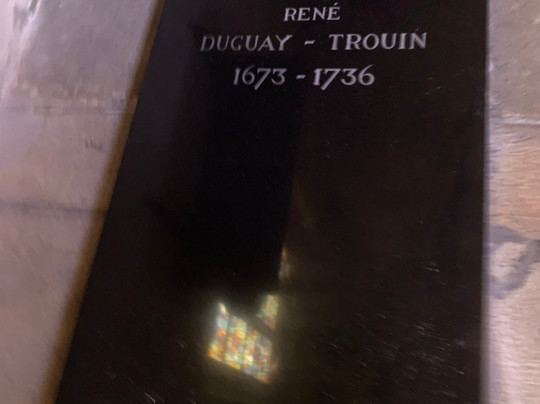 RENÉ
DUGUAY - TROUIN
1673 - 1736